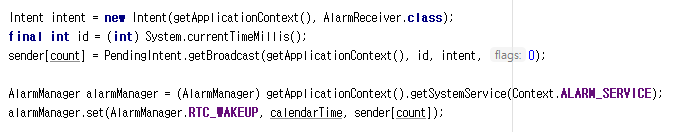 Intent intent = new Intent(getApplicationContext(), AlarmReceiver.class);
final int id = (int) System.currentTimeMillis();
sender[count] = PendingIntent.getBroadcast(getApplicationContext(), id, intent, flags: 0);
AlarmManager alarmManager = (AlarmManager) getApplicationContext().getSystemService(Context.ALARM_SERVICE);
alarmManager.set(AlarmManager.RTC_WAKEUP, calendarTime, sender[count]);